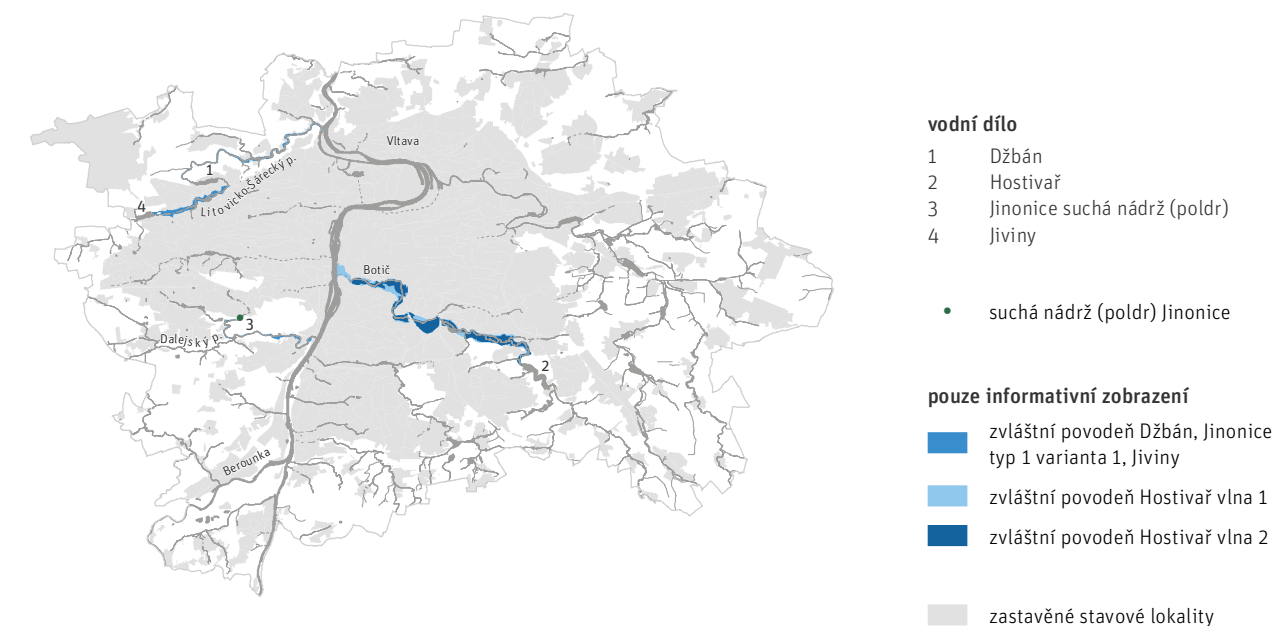 Vltava
1
Litovicko-Šárecký p.
4
Botič
3
Dalejský p.
2
Berounka
vodní dílo
1 Džbán
2 Hostivař
3 Jinonice suchá nádrž (poldr)
4 Jiviny
suchá nádrž (poldr) Jinonice
pouze informativní zobrazení
zvláštní povodeň Džbán, Jinonice
typ 1 varianta 1, Jiviny
zvláštní povodeň Hostivař vlna 1
zvláštní povodeň Hostivař vlna 2
zastavěné stavové lokality